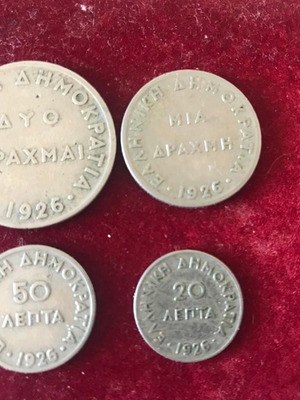 ΔΗΜΟΚΡΑΤΙΑ
ΔΥΟ
ΔΡΑΧΜΑΙ
·1926·
ΕΛΛΗΝΙΚΗ ΔΗΜΟΚΡΑΤΙΑ
ΜΙΑ
ΔΡΑΧΜΗ
·1926·
ΔΗΜΟΚΡΑΤΙΑ
50
ΛΕΠΤΑ
·1926·
ΕΛΛΗΝΙΚΗ ΔΗΜΟΚΡΑΤΙΑ
20
ΛΕΠΤΑ
·1926·